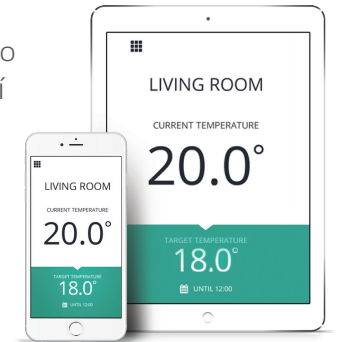 o
í
LIVING ROOM
CURRENT TEMPERATURE
20.0°
TARGET TEMPERATURE
18.0°
UNTIL 12:00
LIVING ROOM
CURRENT TEMPERATURE
20.0°
TARGET TEMPERATURE
18.0°
UNTIL 12:00